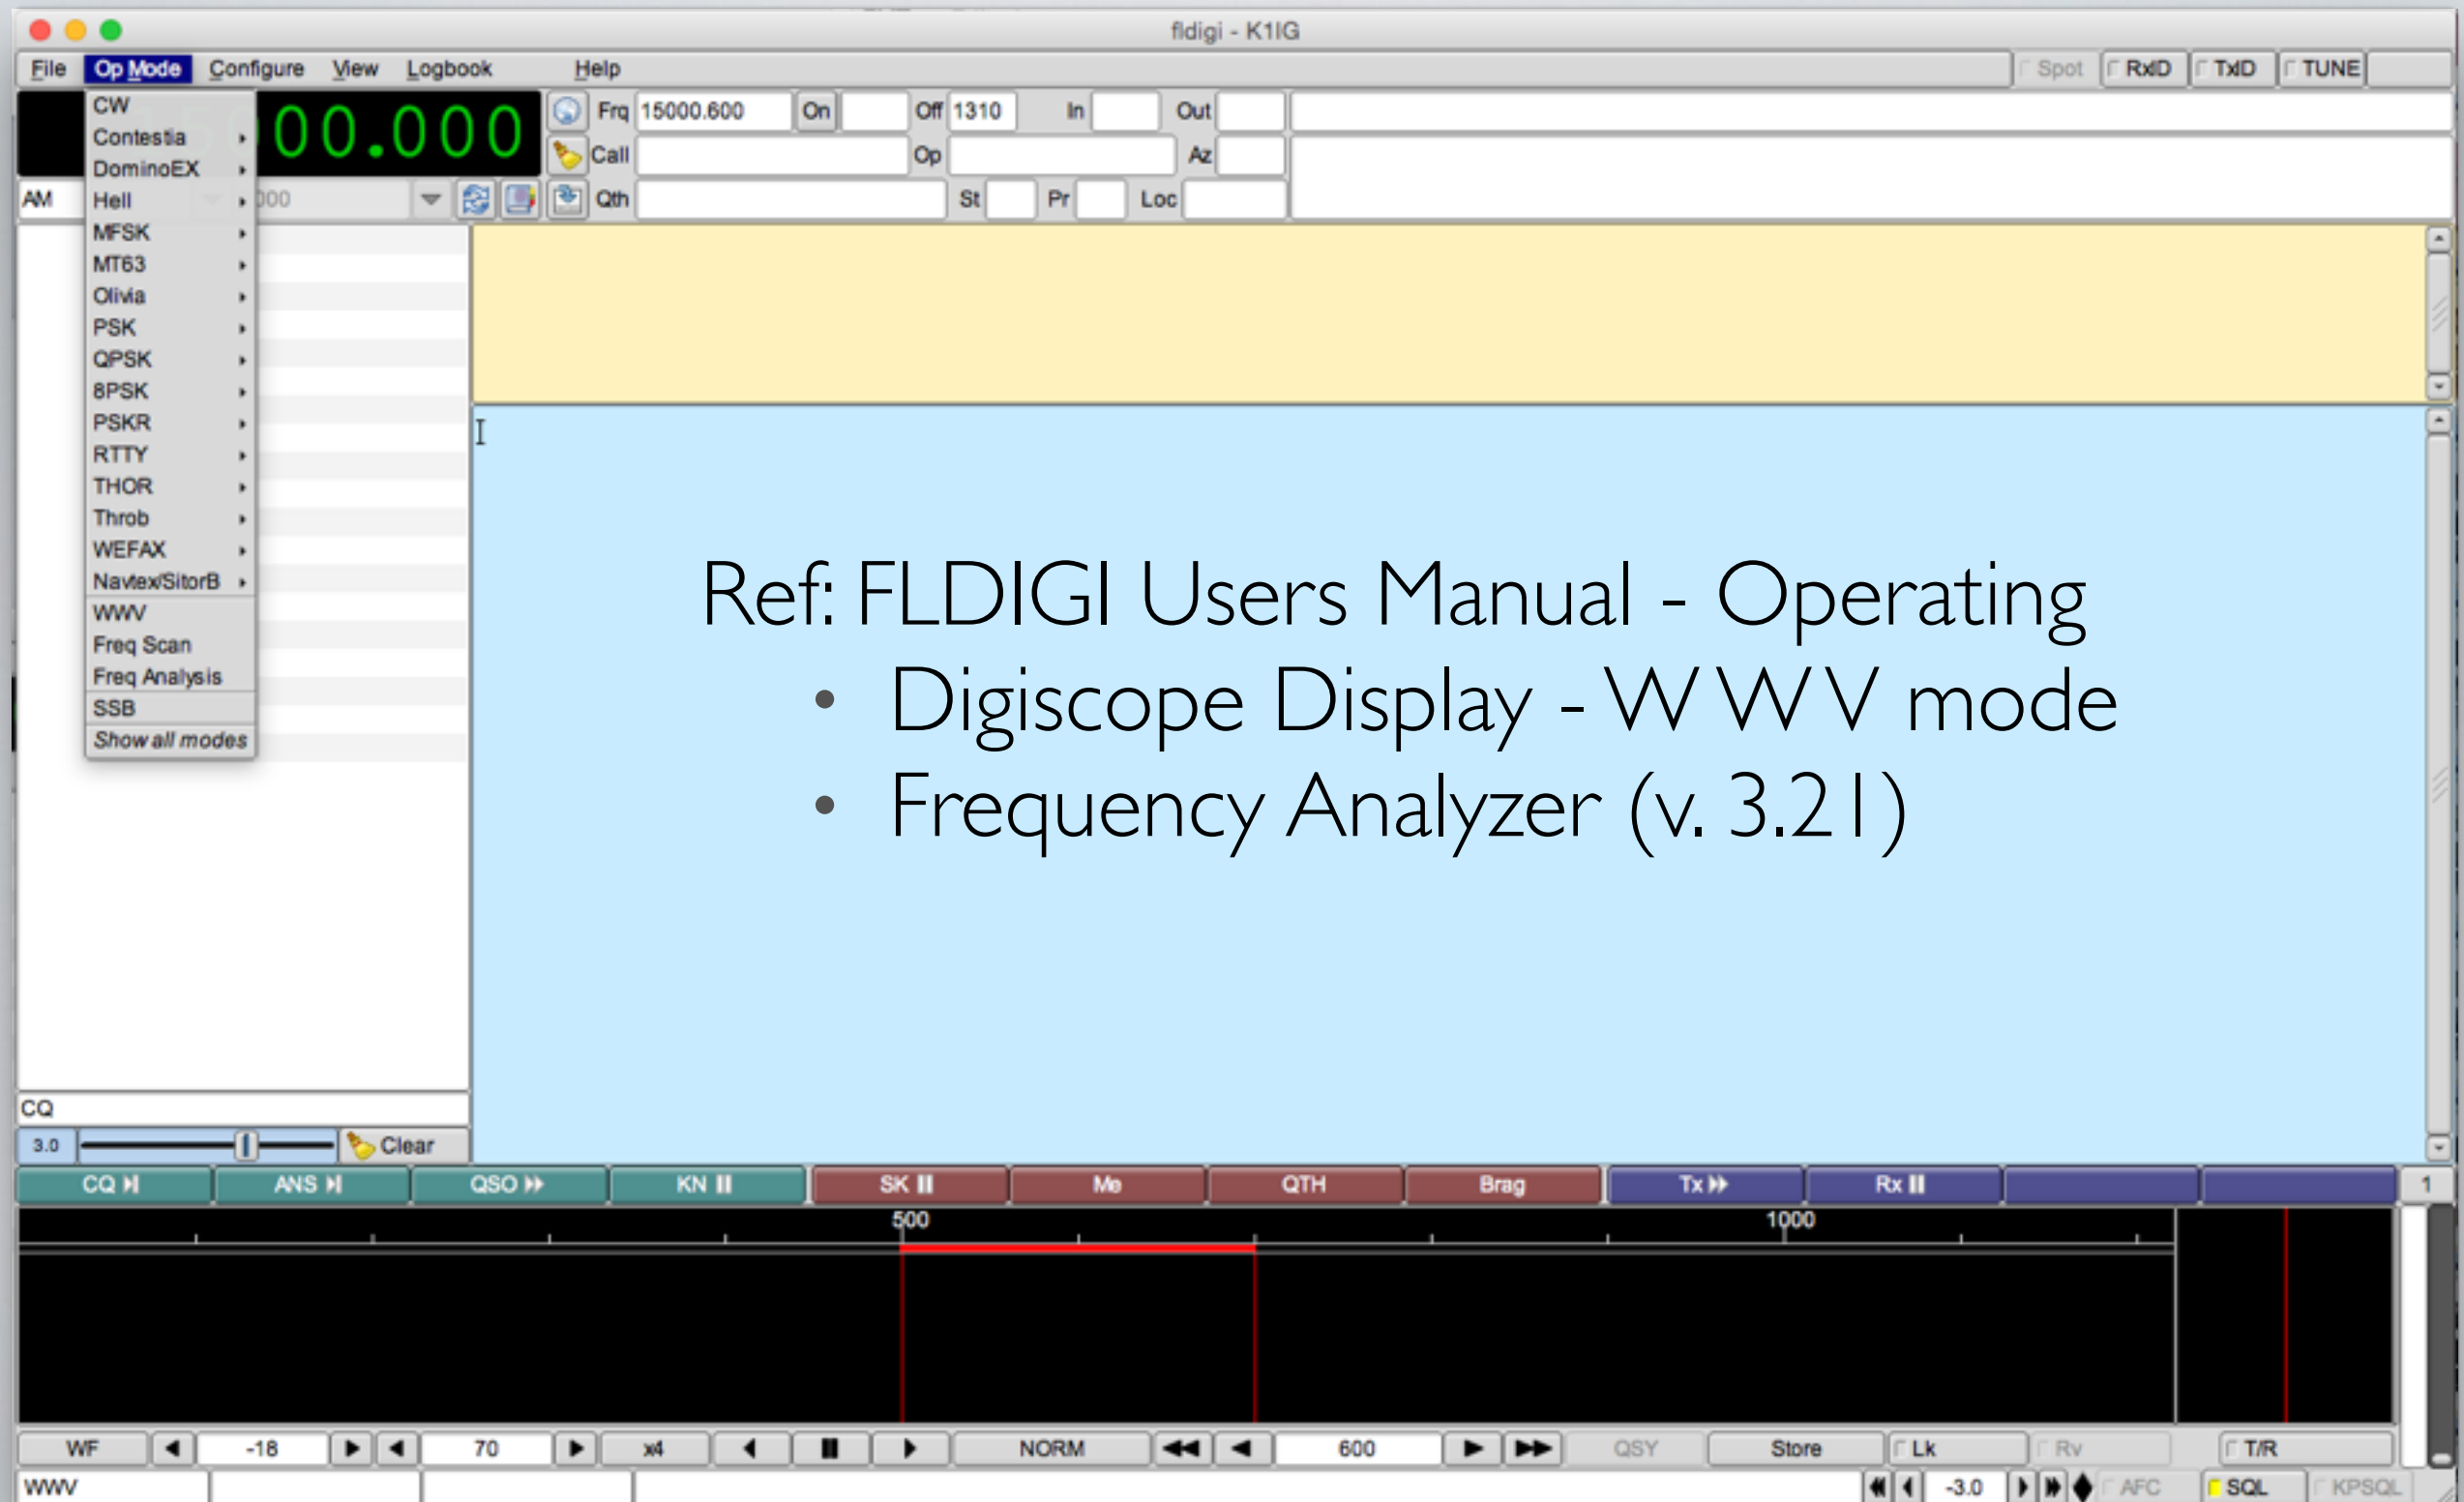 fldigi - K1IG
File Op Mode Configure View Logbook Help Spot RxID TxID TUNE
00.000
Frq 15000.600 On Off 1310 In Out
Call Op Az
AM 000 Qth St Pr Loc
CW
Contestia
DominoEX
Hell
MFSK
MT63
Olivia
PSK
QPSK
8PSK
PSKR
RTTY
THOR
Throb
WEFAX
Navtex/SitorB
WWV
Freq Scan
Freq Analysis
SSB
Show all modes
Ref: FLDIGI Users Manual - Operating
• Digiscope Display - W W V mode
• Frequency Analyzer (v. 3.21)
CQ
3.0 Clear
CQ ANS QSO KN SK Me QTH Brag Tx Rx 1
500 1000
WF -18 70 x4 NORM 600 QSY Store Lk Rv T/R
WWV -3.0 AFC SQL KPSQL